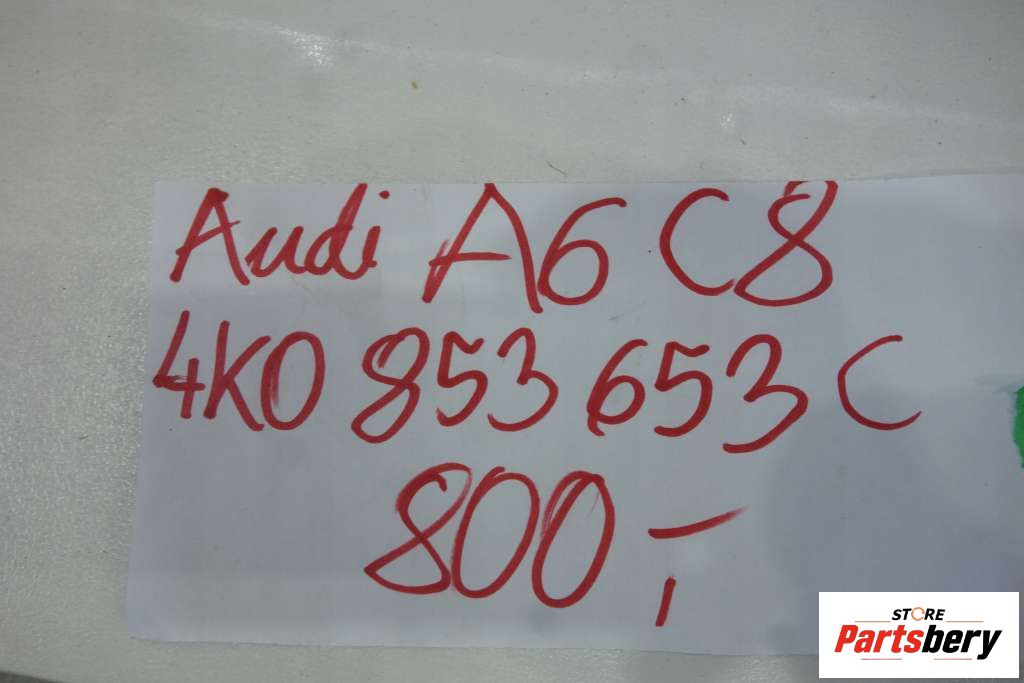 Audi A6 C8
4K0 853 653 C
800,-
STORE
Partsbery